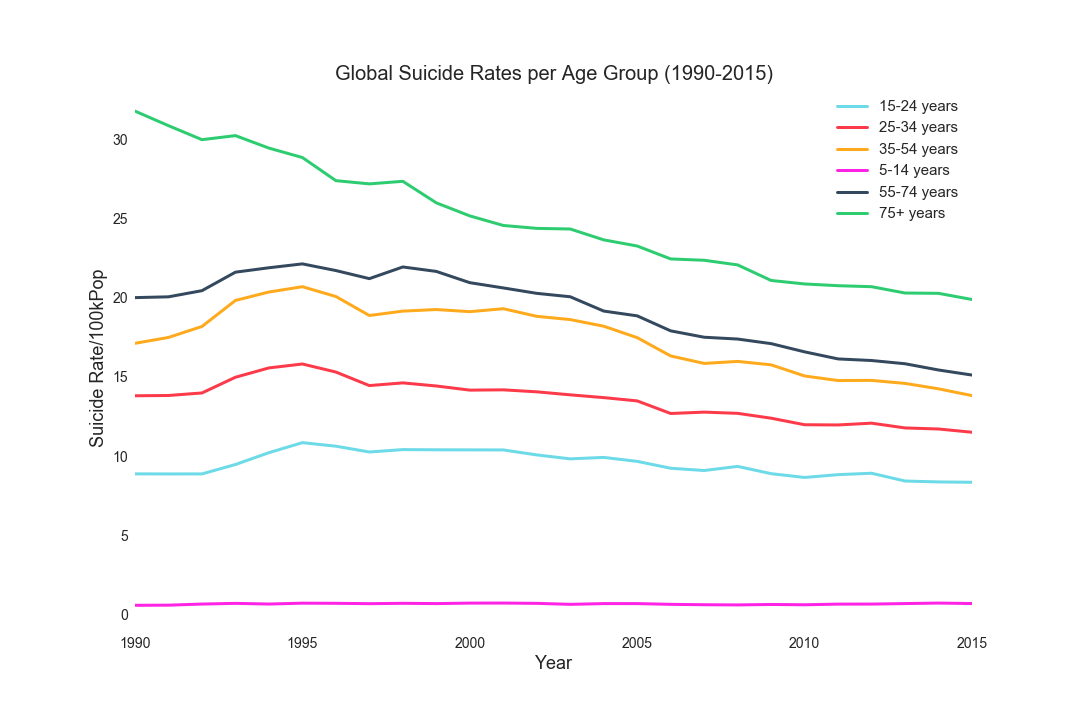 Global Suicide Rates per Age Group (1990-2015)
15-24 years
25-34 years
35-54 years
5-14 years
55-74 years
75+ years
Suicide Rate/100kPop
30
25
20
15
10
5
0
1990 1995 2000 2005 2010 2015
Year